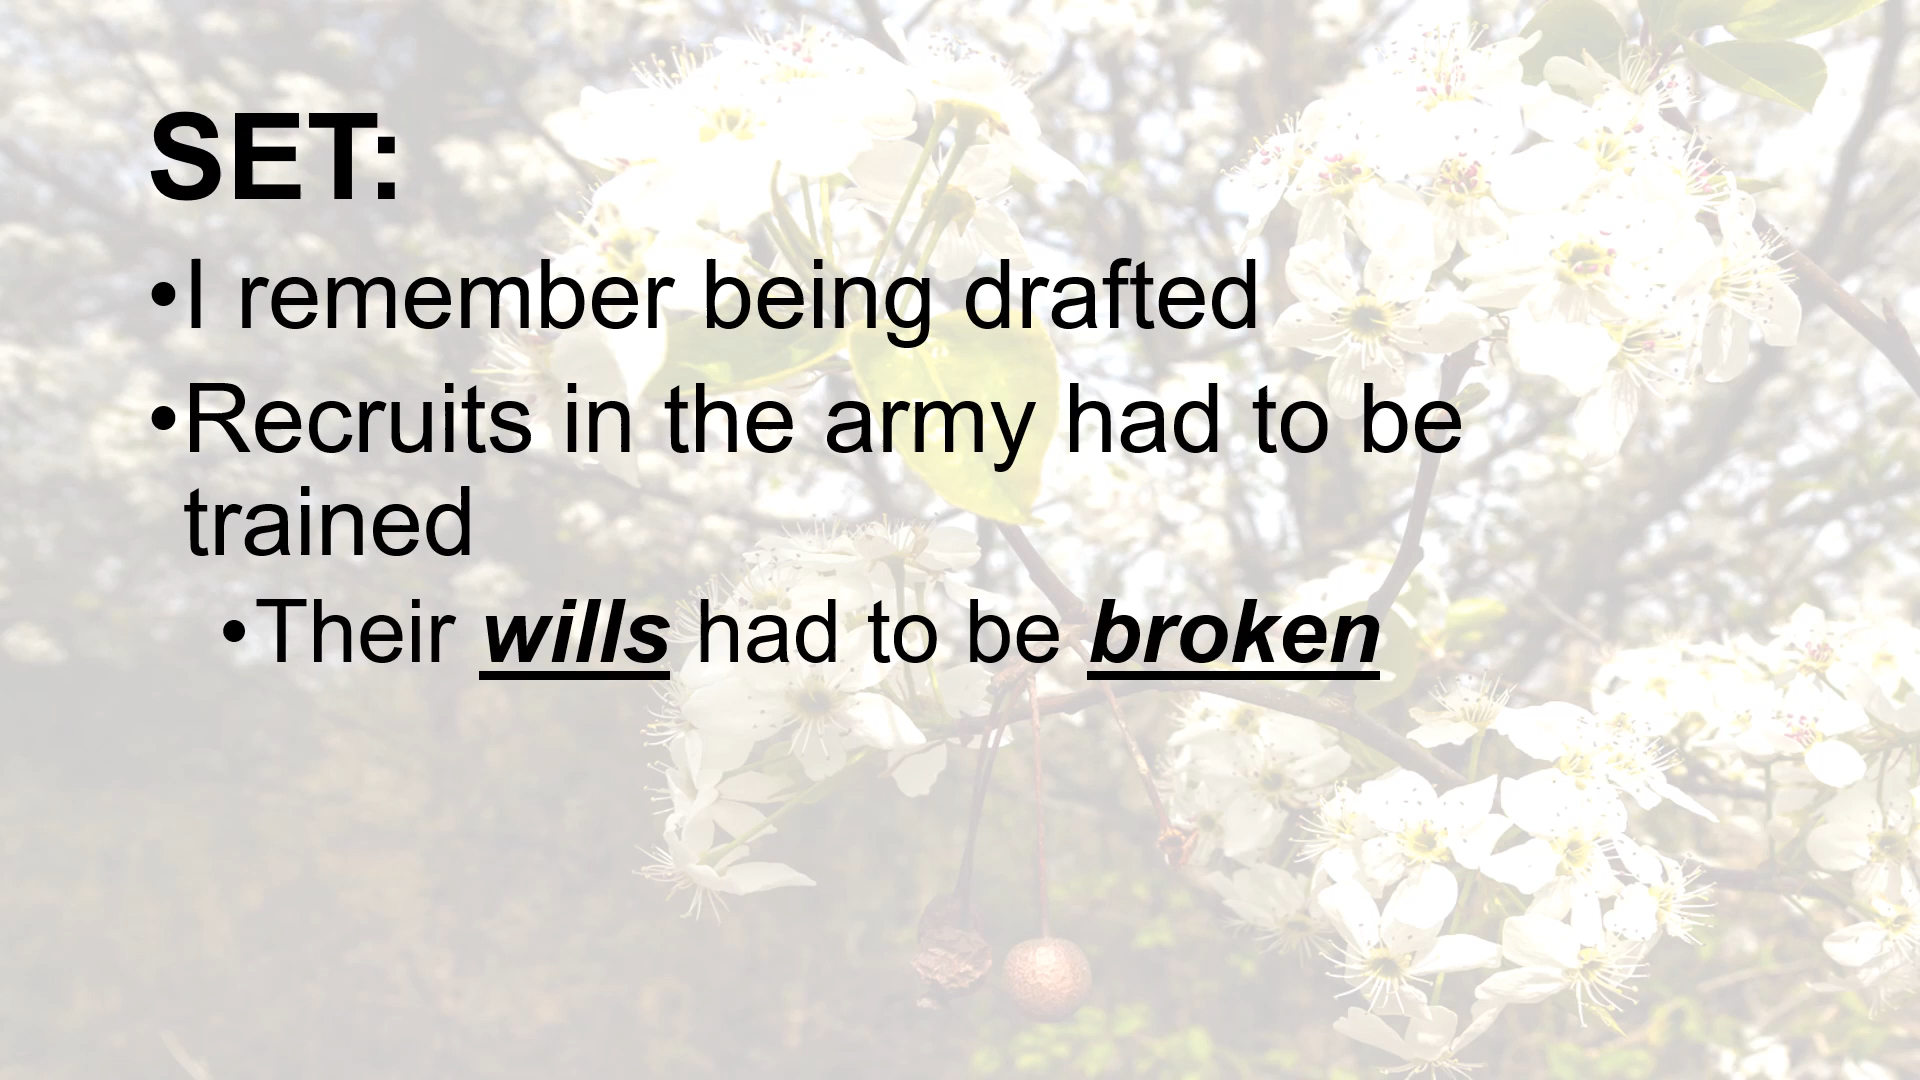 SET:
•I remember being drafted
•Recruits in the army had to be
trained
•Their wills had to be broken